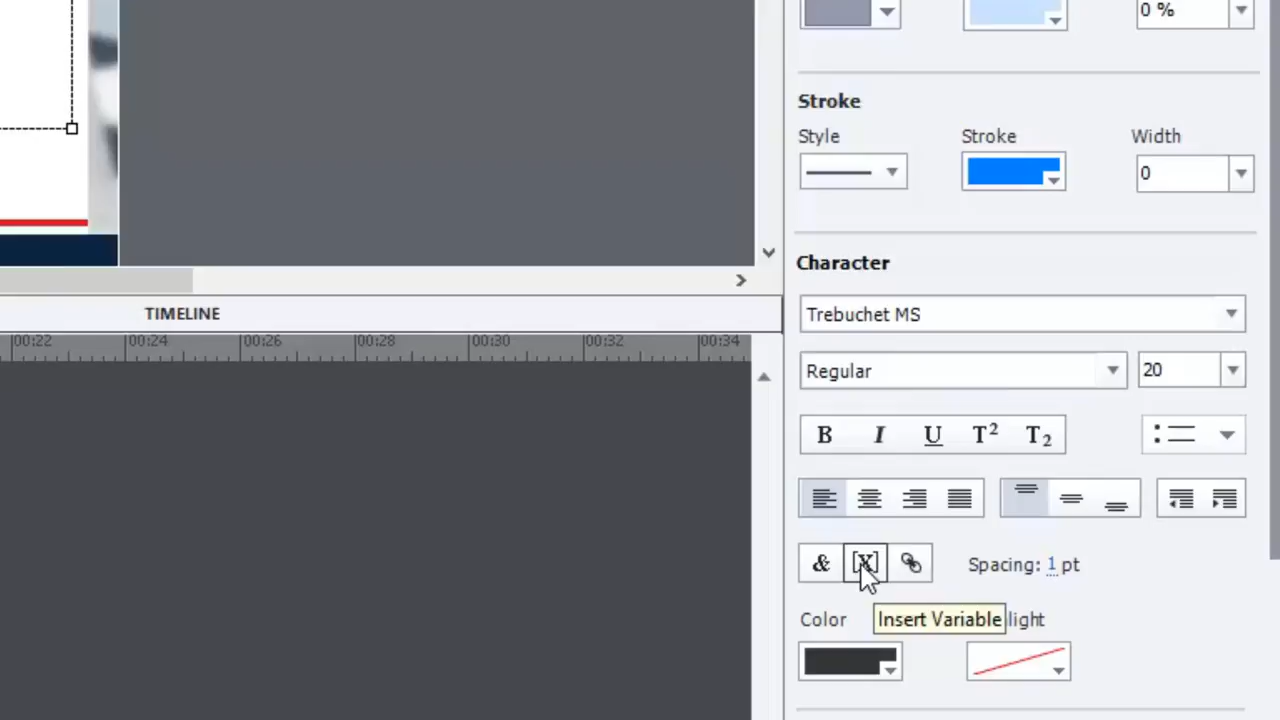 0 %
Stroke
Style Stroke Width
0
Character
Trebuchet MS
Regular 20
B I U T2 T2
& [X] Spacing: 1 pt
Color Insert Variable light
TIMELINE
00:22 00:24 00:26 00:28 00:30 00:32 00:34